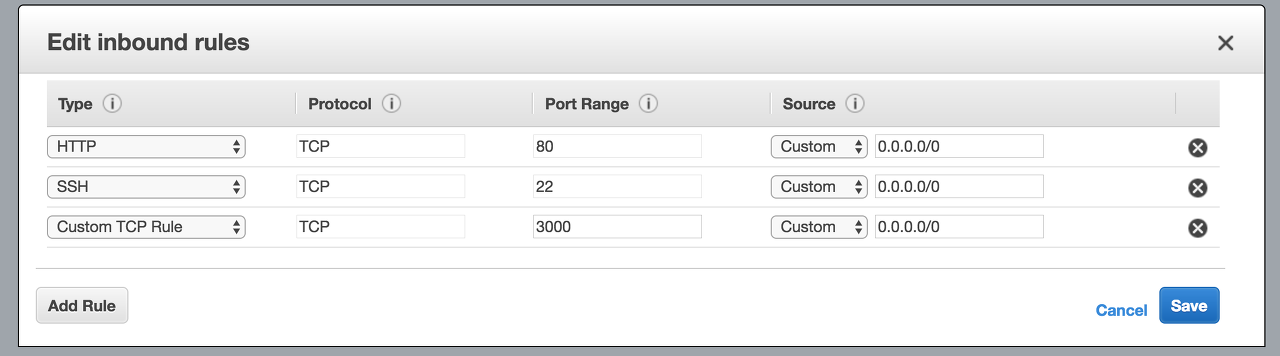 Edit inbound rules
Type Protocol Port Range Source
HTTP TCP 80 Custom 0.0.0.0/0
SSH TCP 22 Custom 0.0.0.0/0
Custom TCP Rule TCP 3000 Custom 0.0.0.0/0
Add Rule Cancel Save